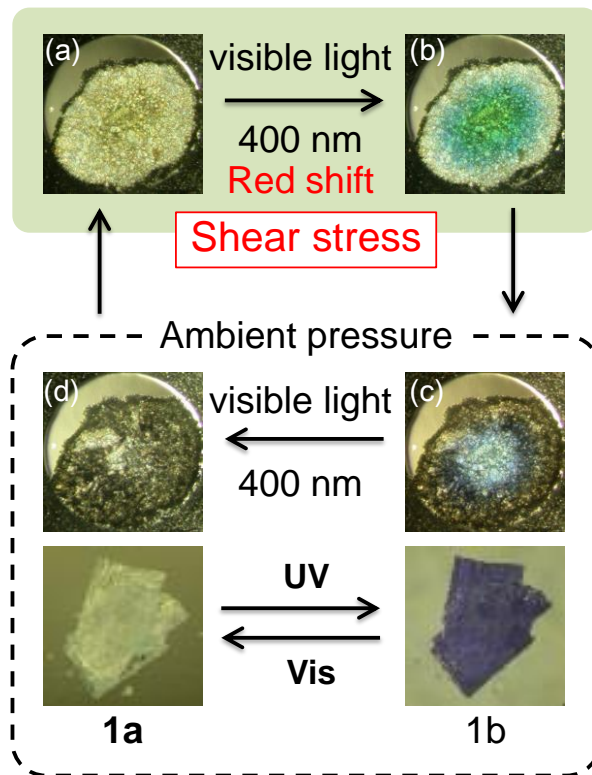 (a)
visible light
(b)
400 nm
Red shift
Shear stress
Ambient pressure
(d)
visible light
(c)
400 nm
UV
Vis
1a
1b